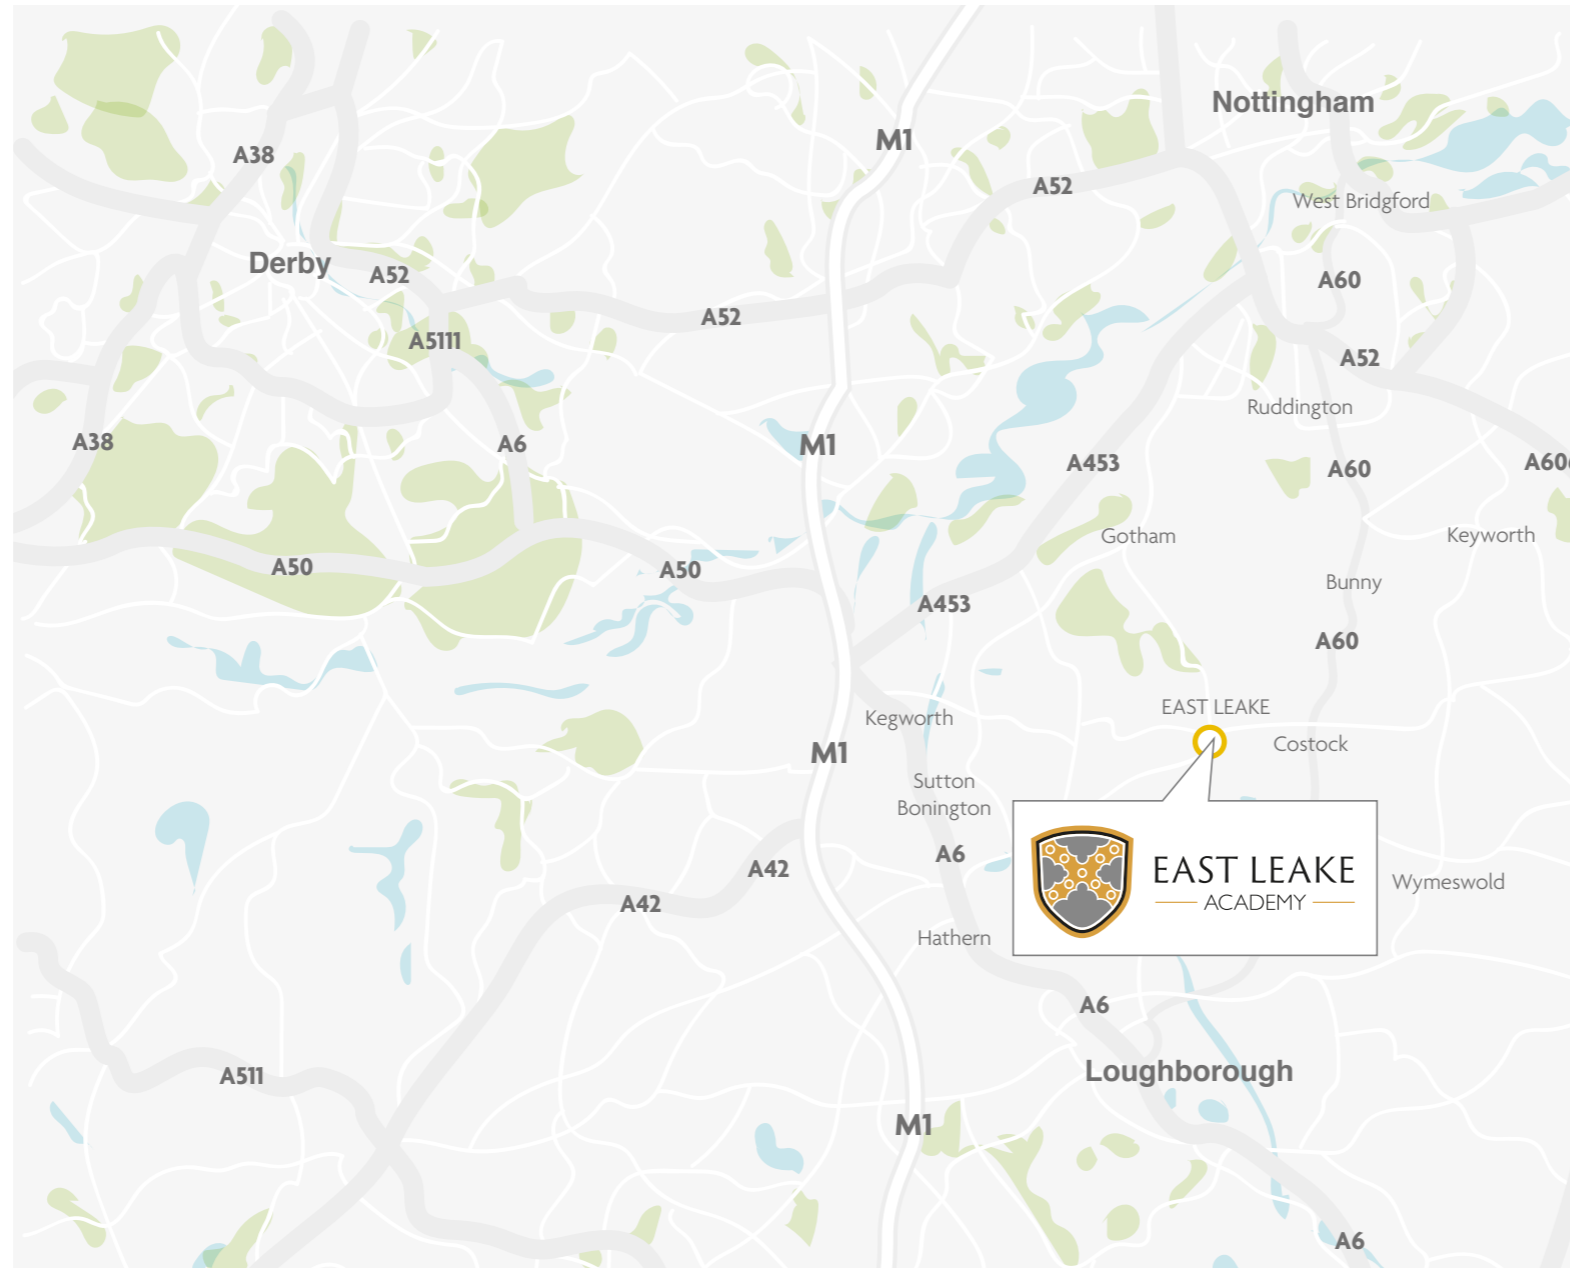 Nottingham
M1
A38
A52
West Bridgford
Derby
A52
A60
A52
A5111
A52
Ruddington
A38
A6
M1
A453
A60
Gotham
Keyworth
A50
A50
Bunny
A453
A60
EAST LEAKE
Kegworth
Costock
M1
Sutton
Bonington
A6
A42
EAST LEAKE
ACADEMY
Wymeswold
A42
Hathern
A6
Loughborough
A511
M1
A6